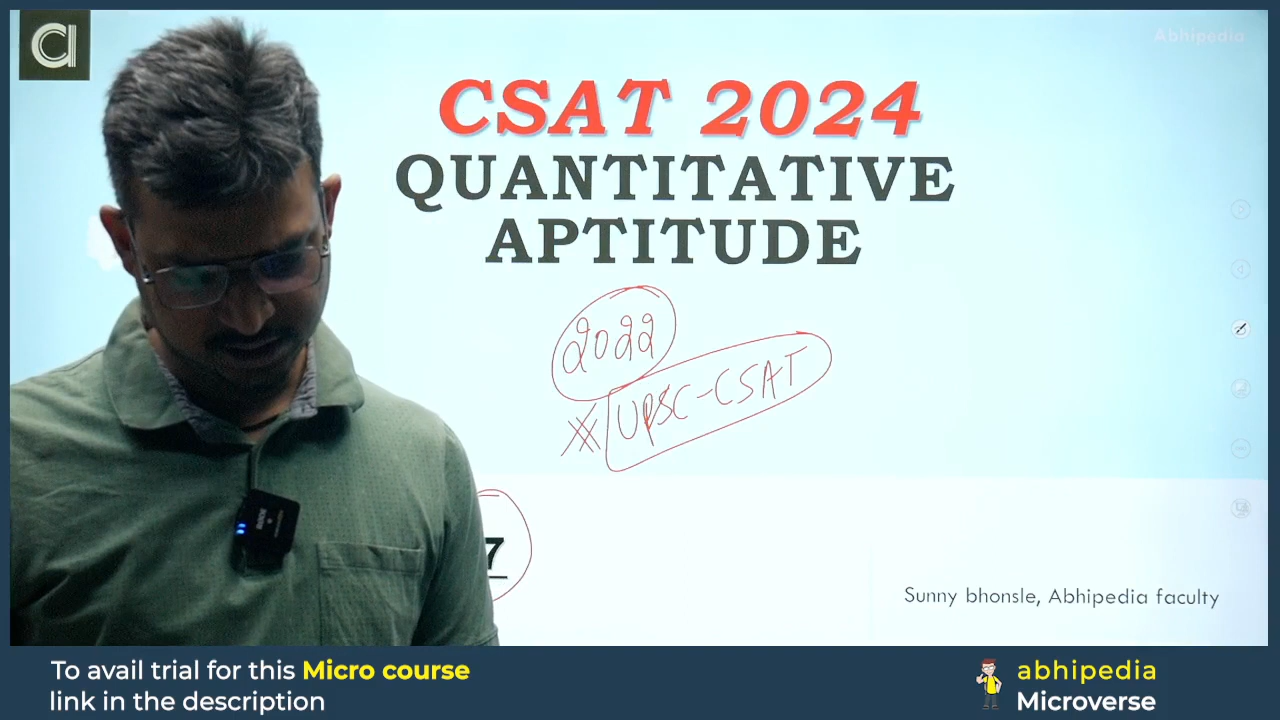 Abhipedia
CSAT 2024
QUANTITATIVE
APTITUDE
2022
UPSC-CSAT
7
Sunny bhonsle, Abhipedia faculty
To avail trial for this Micro course
link in the description
abhipedia
Microverse